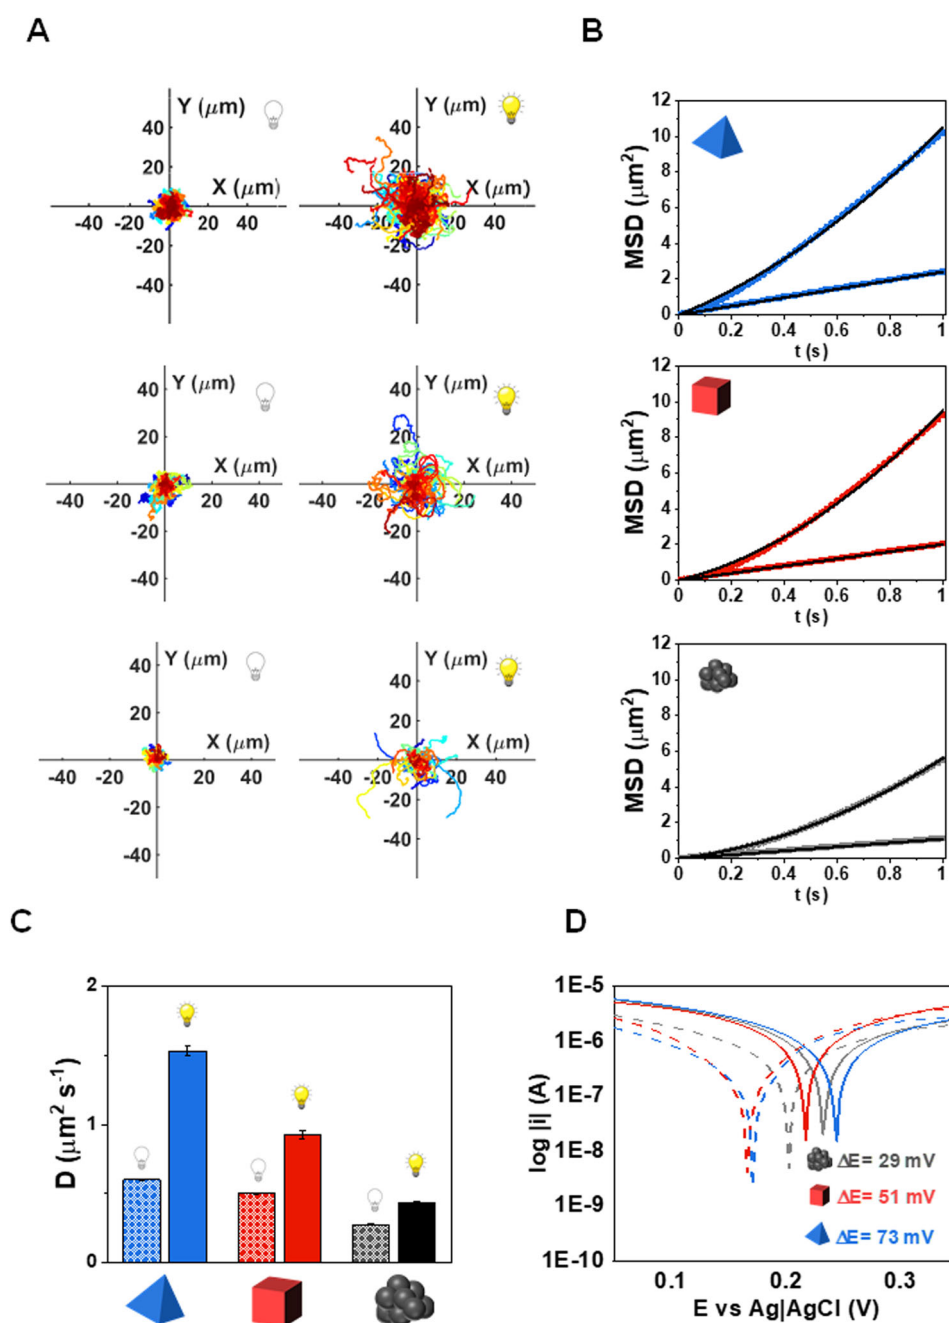 A
B
Y (μm)
40
20
X (μm)
-40 -20 20 40
-20
-40
Y (μm)
40
20
X (μm)
-40 -20 20 40
-20
-40
12
10
8
6
4
2
0
MSD (μm²)
0 0.2 0.4 0.6 0.8 1
t (s)
Y (μm)
40
20
X (μm)
-40 -20 20 40
-20
-40
Y (μm)
40
20
X (μm)
-40 -20 20 40
-20
-40
12
10
8
6
4
2
0
MSD (μm²)
0 0.2 0.4 0.6 0.8 1
t (s)
Y (μm)
40
20
X (μm)
-40 -20 20 40
-20
-40
Y (μm)
40
20
X (μm)
-20 20 40
-20
-40
12
10
8
6
4
2
0
MSD (μm²)
0 0.2 0.4 0.6 0.8 1
t (s)
C
D
2
1
0
D (μm² s⁻¹)
1E-5
1E-6
1E-7
1E-8
1E-9
1E-10
log |i| (A)
ΔE= 29 mV
ΔE= 51 mV
ΔE= 73 mV
0.1 0.2 0.3
E vs Ag|AgCl (V)